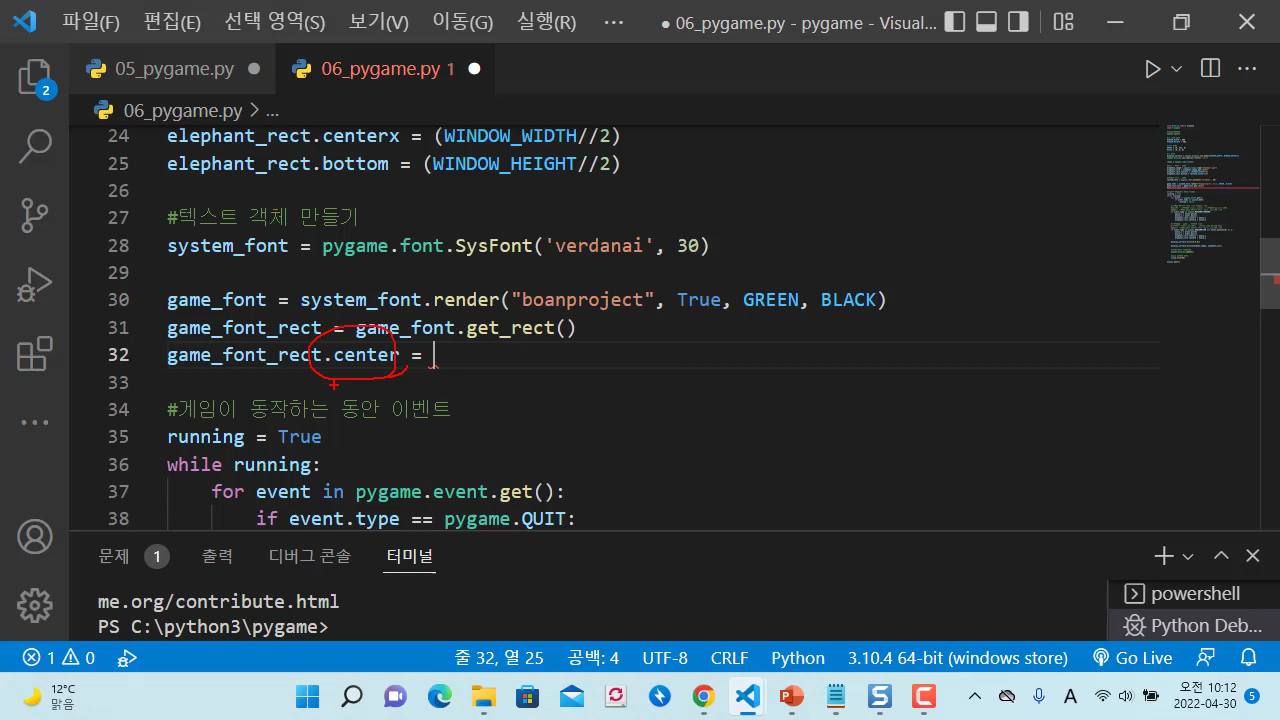 파일(F) 편집(E) 선택 영역(S) 보기(V) 이동(G) 실행(R) ··· ● 06_pygame.py - pygame - Visual...
05_pygame.py ● 06_pygame.py 1 ●
06_pygame.py > ...
24 elephant_rect.centerx = (WINDOW_WIDTH//2)
25 elephant_rect.bottom = (WINDOW_HEIGHT//2)
26
27 #텍스트 객체 만들기
28 system_font = pygame.font.SysFont('verdanai', 30)
29
30 game_font = system_font.render("boanproject", True, GREEN, BLACK)
31 game_font_rect = game_font.get_rect()
32 game_font_rect.center =
33
34 #게임이 동작하는 동안 이벤트
35 running = True
36 while running:
37 for event in pygame.event.get():
38 if event.type == pygame.QUIT:
2
문제 1 출력 디버그 콘솔 터미널
me.org/contribute.html
PS C:\python3\pygame>
powershell
Python Deb...
1 0 줄 32, 열 25 공백: 4 UTF-8 CRLF Python 3.10.4 64-bit (windows store) Go Live
12°C
맑음
A
오전 10:12
2022-04-30
5